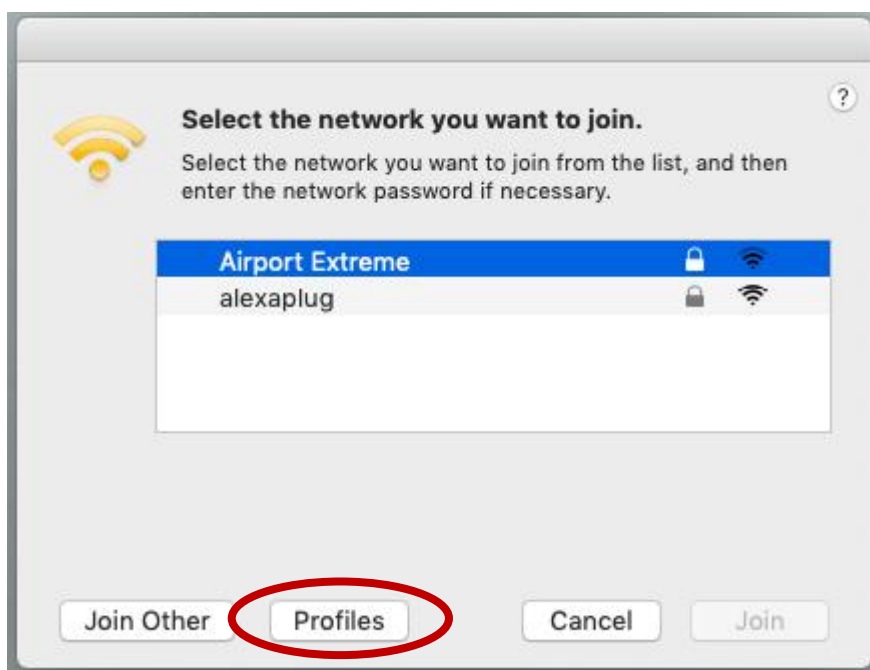 ?
Select the network you want to join.
Select the network you want to join from the list, and then
enter the network password if necessary.
Airport Extreme
alexaplug
Join Other Profiles Cancel Join